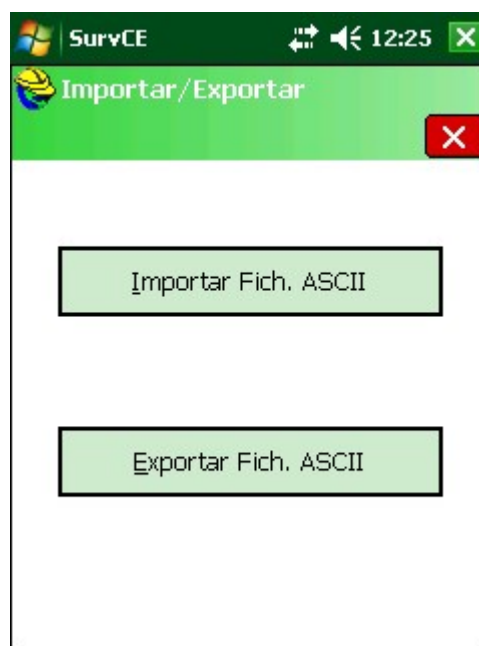 SurvCE 12:25
Importar/Exportar
Importar Fich. ASCII
Exportar Fich. ASCII